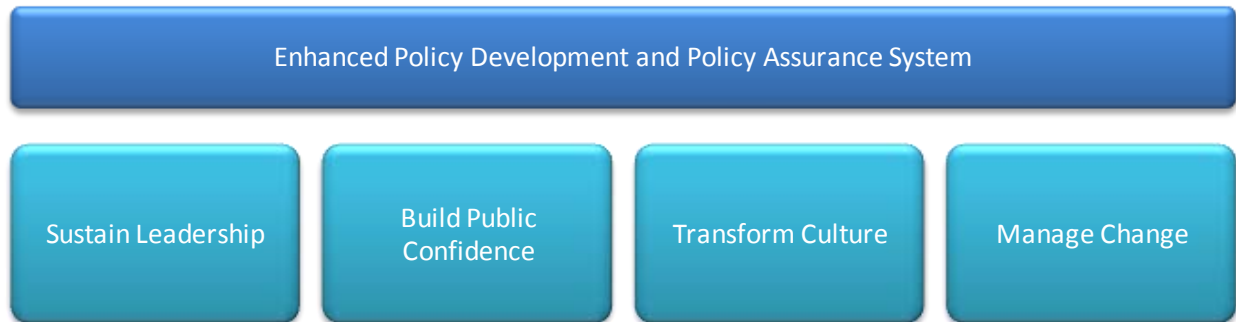 Enhanced Policy Development and Policy Assurance System
Sustain Leadership
Build Public
Confidence
Transform Culture
Manage Change